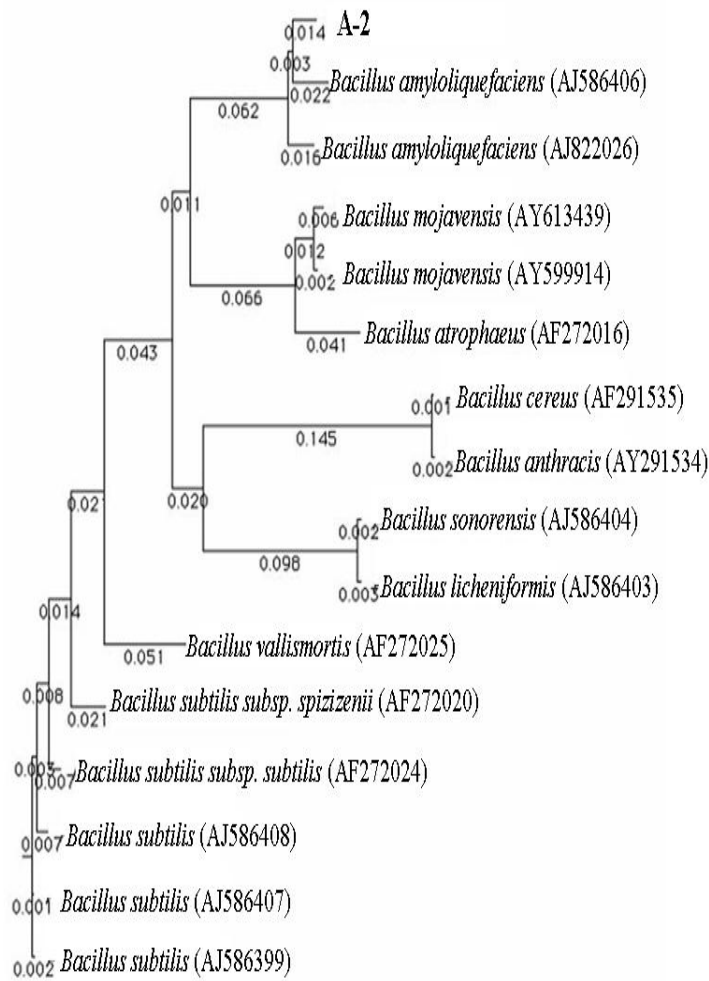 A-2
0.014
0.003
Bacillus amyloliquefaciens (AJ586406)
0.022
0.062
Bacillus amyloliquefaciens (AJ822026)
0.016
0.011
0.006 Bacillus mojavensis (AY613439)
0.012
Bacillus mojavensis (AY599914)
0.002
0.066
Bacillus atrophaeus (AF272016)
0.041
0.043
Bacillus cereus (AF291535)
0.001
0.145
Bacillus anthracis (AY291534)
0.002
0.020
0.02
Bacillus sonorensis (AJ586404)
0.002
0.098
Bacillus licheniformis (AJ586403)
0.003
0.014
Bacillus vallismortis (AF272025)
0.051
0.008
Bacillus subtilis subsp. spizizenii (AF272020)
0.021
0.003
Bacillus subtilis subsp. subtilis (AF272024)
0.007
Bacillus subtilis (AJ586408)
0.007
0.001 Bacillus subtilis (AJ586407)
0.002 Bacillus subtilis (AJ586399)